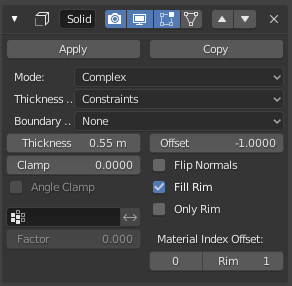 Solid
Apply
Copy
Mode: Complex
Thickness .. Constraints
Boundary .. None
Thickness 0.55 m
Offset -1.0000
Clamp 0.0000
Flip Normals
Angle Clamp
Fill Rim
Only Rim
Factor 0.000
Material Index Offset:
0 Rim 1